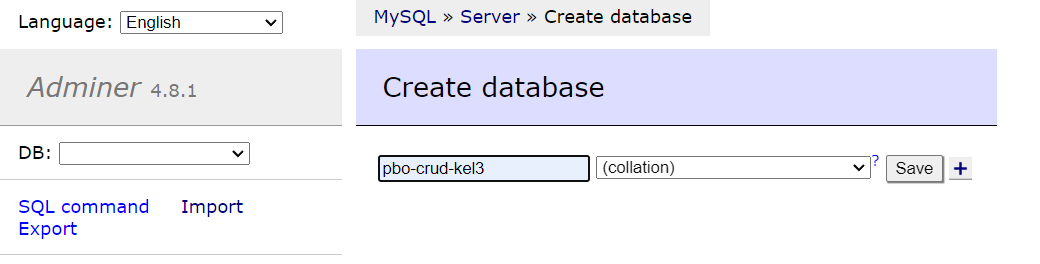 Language: English
MySQL » Server » Create database
Adminer 4.8.1
Create database
DB:
pbo-crud-kel3 (collation) ? Save +
SQL command Import
Export